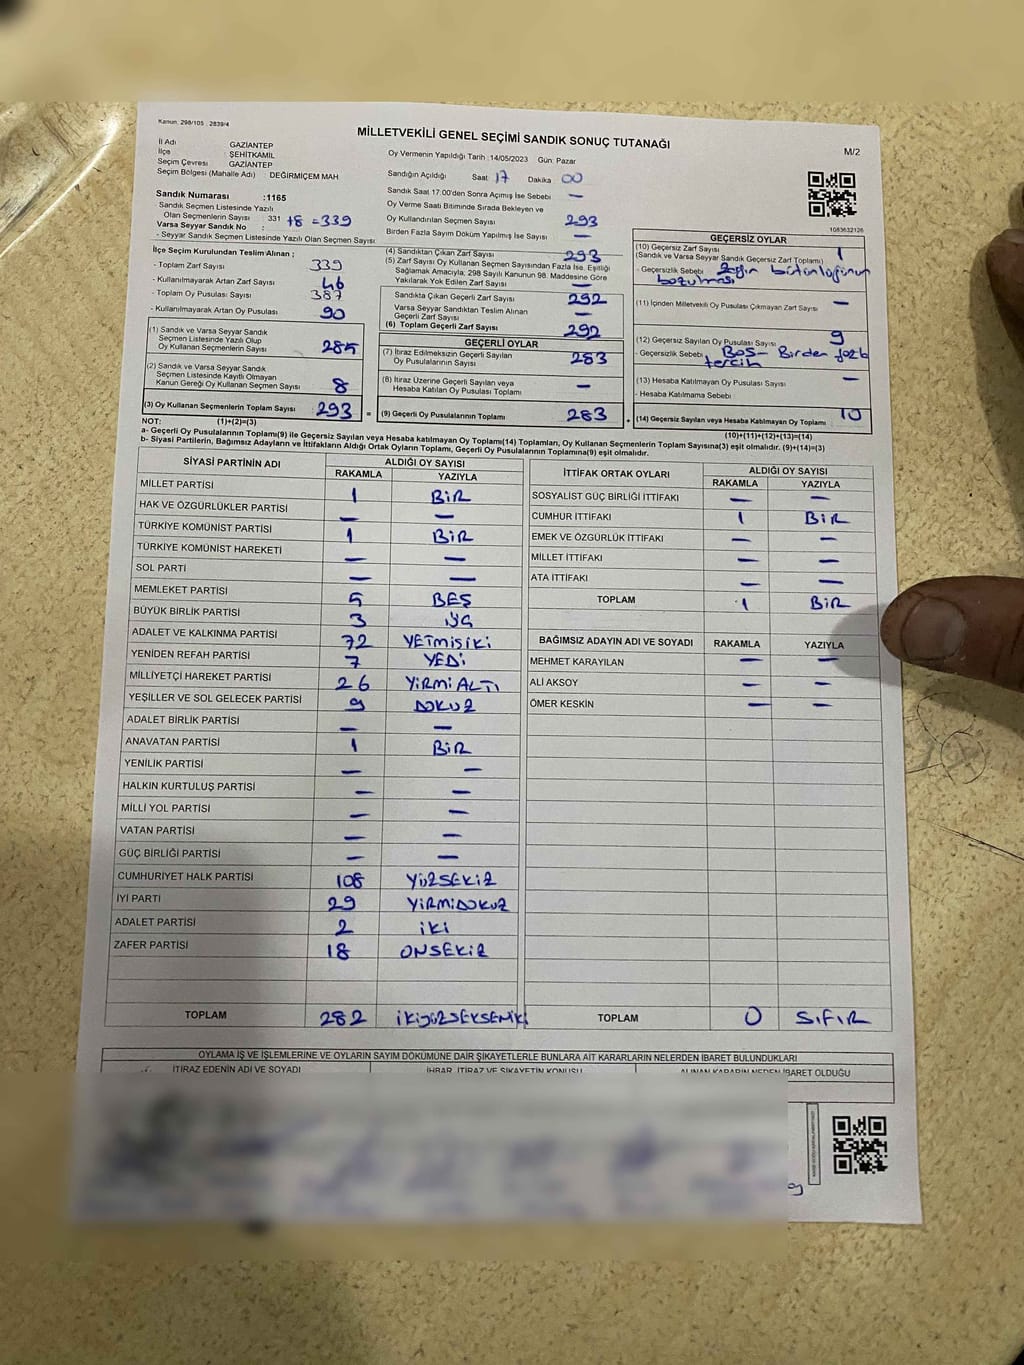 Kanun: 298/105 , 2839/4
MİLLETVEKİLİ GENEL SEÇİMİ SANDIK SONUÇ TUTANAĞI
M/2
İl Adı GAZİANTEP
İlçe ŞEHİTKAMİL
Seçim Çevresi GAZİANTEP
Seçim Bölgesi (Mahalle Adı) DEĞİRMİÇEM MAH
Oy Vermenin Yapıldığı Tarih : 14/05/2023 Gün: Pazar
Sandığın Açıldığı Saat 17 Dakika 00
Sandık Saat 17:00'den Sonra Açımış İse Sebebi —
Oy Verme Saati Bitiminde Sırada Bekleyen ve
Oy Kullandırılan Seçmen Sayısı 293
Birden Fazla Sayım Döküm Yapılmış İse Sayısı —
1083632126
Sandık Numarası :1165
- Sandık Seçmen Listesinde Yazılı
Olan Seçmenlerin Sayısı : 331 +8 = 339
Varsa Seyyar Sandık No :
- Seyyar Sandık Seçmen Listesinde Yazılı Olan Seçmen Sayısı:
İlçe Seçim Kurulundan Teslim Alınan ;
- Toplam Zarf Sayısı 339
- Kullanılmayarak Artan Zarf Sayısı 46
- Toplam Oy Pusulası Sayısı 387
- Kullanılmayarak Artan Oy Pusulası 90
(1) Sandık ve Varsa Seyyar Sandık
Seçmen Listesinde Yazılı Olup
Oy Kullanan Seçmenlerin Sayısı 285
(2) Sandık ve Varsa Seyyar Sandık
Seçmen Listesinde Kayıtlı Olmayan
Kanun Gereği Oy Kullanan Seçmen Sayısı 8
(3) Oy Kullanan Seçmenlerin Toplam Sayısı 293 =
(1)+(2)=(3)
(4) Sandıktan Çıkan Zarf Sayısı 293
(5) Zarf Sayısı Oy Kullanan Seçmen Sayısından Fazla İse, Eşitliği
Sağlamak Amacıyla, 298 Sayılı Kanunun 98. Maddesine Göre
Yakılarak Yok Edilen Zarf Sayısı —
Sandıkta Çıkan Geçerli Zarf Sayısı 292
Varsa Seyyar Sandıktan Teslim Alınan
Geçerli Zarf Sayısı —
(6) Toplam Geçerli Zarf Sayısı 292
GEÇERLİ OYLAR
(7) İtiraz Edilmeksizin Geçerli Sayılan
Oy Pusulalarının Sayısı 283
(8) İtiraz Üzerine Geçerli Sayılan veya
Hesaba Katılan Oy Pusulası Toplamı —
(9) Geçerli Oy Pusulalarının Toplamı 283 +
GEÇERSİZ OYLAR
(10) Geçersiz Zarf Sayısı 1
(Sandık ve Varsa Seyyar Sandık Geçersiz Zarf Toplamı)
- Geçersizlik Sebebi Zarfın bütünlüğünün
bozulması
(11) İçinden Milletvekili Oy Pusulası Çıkmayan Zarf Sayısı —
(12) Geçersiz Sayılan Oy Pusulası Sayısı 9
- Geçersizlik Sebebi Boş- Birden fazla
tercih
(13) Hesaba Katılmayan Oy Pusulası Sayısı —
- Hesaba Katılmama Sebebi
(14) Geçersiz Sayılan veya Hesaba Katılmayan Oy Toplamı 10
(10)+(11)+(12)+(13)=(14)
NOT:
a- Geçerli Oy Pusulalarının Toplamı(9) ile Geçersiz Sayılan veya Hesaba katılmayan Oy Toplamı(14) Toplamları, Oy Kullanan Seçmenlerin Toplam Sayısına(3) eşit olmalıdır. (9)+(14)=(3)
b- Siyasi Partilerin, Bağımsız Adayların ve İttifakların Aldığı Ortak Oyların Toplamı, Geçerli Oy Pusulalarının Toplamına(9) eşit olmalıdır.
SİYASİ PARTİNİN ADI ALDIĞI OY SAYISI
RAKAMLA YAZIYLA
MİLLET PARTİSİ 1 BİR
HAK VE ÖZGÜRLÜKLER PARTİSİ — —
TÜRKİYE KOMÜNİST PARTİSİ 1 BİR
TÜRKİYE KOMÜNİST HAREKETİ — —
SOL PARTİ — —
MEMLEKET PARTİSİ 5 BEŞ
BÜYÜK BİRLİK PARTİSİ 3 ÜÇ
ADALET VE KALKINMA PARTİSİ 72 YETMİŞİKİ
YENİDEN REFAH PARTİSİ 7 YEDİ
MİLLİYETÇİ HAREKET PARTİSİ 26 YİRMİ ALTI
YEŞİLLER VE SOL GELECEK PARTİSİ 9 DOKUZ
ADALET BİRLİK PARTİSİ — —
ANAVATAN PARTİSİ 1 BİR
YENİLİK PARTİSİ — —
HALKIN KURTULUŞ PARTİSİ — —
MİLLİ YOL PARTİSİ — —
VATAN PARTİSİ — —
GÜÇ BİRLİĞİ PARTİSİ — —
CUMHURİYET HALK PARTİSİ 108 YÜZSEKİZ
İYİ PARTİ 29 YİRMİDOKUZ
ADALET PARTİSİ 2 İKİ
ZAFER PARTİSİ 18 ONSEKİZ
TOPLAM 282 İKİYÜZSEKSENİKİ
İTTİFAK ORTAK OYLARI ALDIĞI OY SAYISI
RAKAMLA YAZIYLA
SOSYALİST GÜÇ BİRLİĞİ İTTİFAKI — —
CUMHUR İTTİFAKI 1 BİR
EMEK VE ÖZGÜRLÜK İTTİFAKI — —
MİLLET İTTİFAKI — —
ATA İTTİFAKI — —
TOPLAM 1 BİR
BAĞIMSIZ ADAYIN ADI VE SOYADI RAKAMLA YAZIYLA
MEHMET KARAYILAN — —
ALİ AKSOY — —
ÖMER KESKİN — —
TOPLAM 0 SIFIR
OYLAMA İŞ VE İŞLEMLERİNE VE OYLARIN SAYIM DÖKÜMÜNE DAİR ŞİKAYETLERLE BUNLARA AİT KARARLARIN NELERDEN İBARET BULUNDUKLARI
İTİRAZ EDENİN ADI VE SOYADI İHBAR, İTİRAZ VE ŞİKAYETİN KONUSU ALINAN KARARIN NEDEN İBARET OLDUĞU